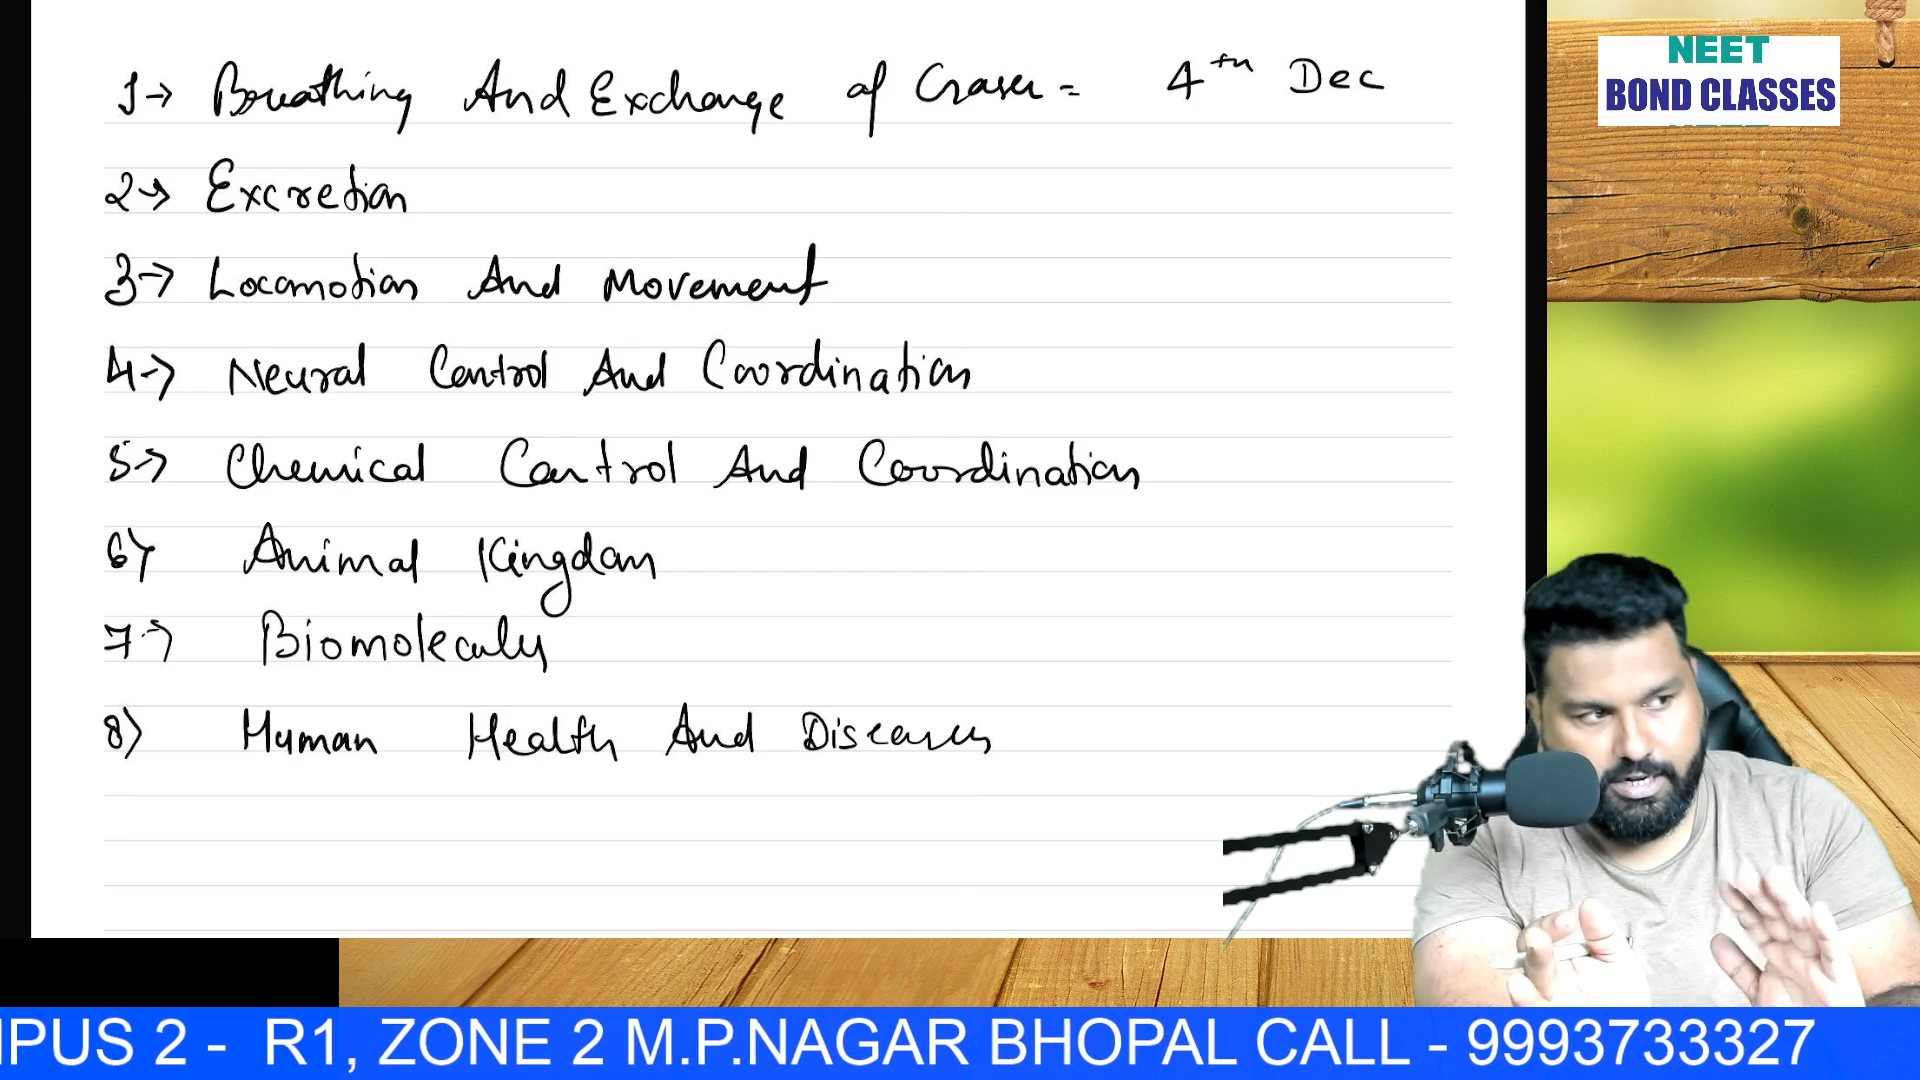 1→ Breathing And Exchange of Gases = 4th Dec
2→ Excretion
3→ Locomotion And Movement
4→ Neural Control And Coordination
5→ Chemical Control And Coordination
6) Animal Kingdom
7→ Biomolecules
8) Human Health And Diseases
NEET
BOND CLASSES
MPUS 2 - R1, ZONE 2 M.P.NAGAR BHOPAL CALL - 9993733327